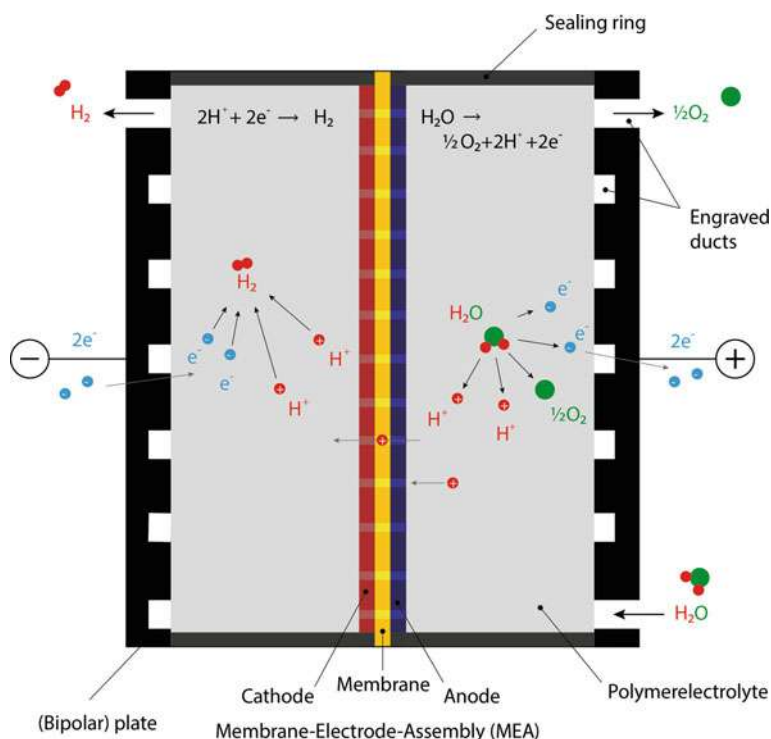 Sealing ring
H₂
2H⁺ + 2e⁻ → H₂
H₂O →
½O₂+2H⁺ +2e⁻
½O₂
Engraved
ducts
H₂
e⁻
e⁻
H⁺
H⁺
H₂O
e⁻
e⁻
½O₂
H⁺
H⁺
−
2e⁻
2e⁻
+
H₂O
Cathode
Membrane
Anode
Polymerelectrolyte
(Bipolar) plate
Membrane-Electrode-Assembly (MEA)